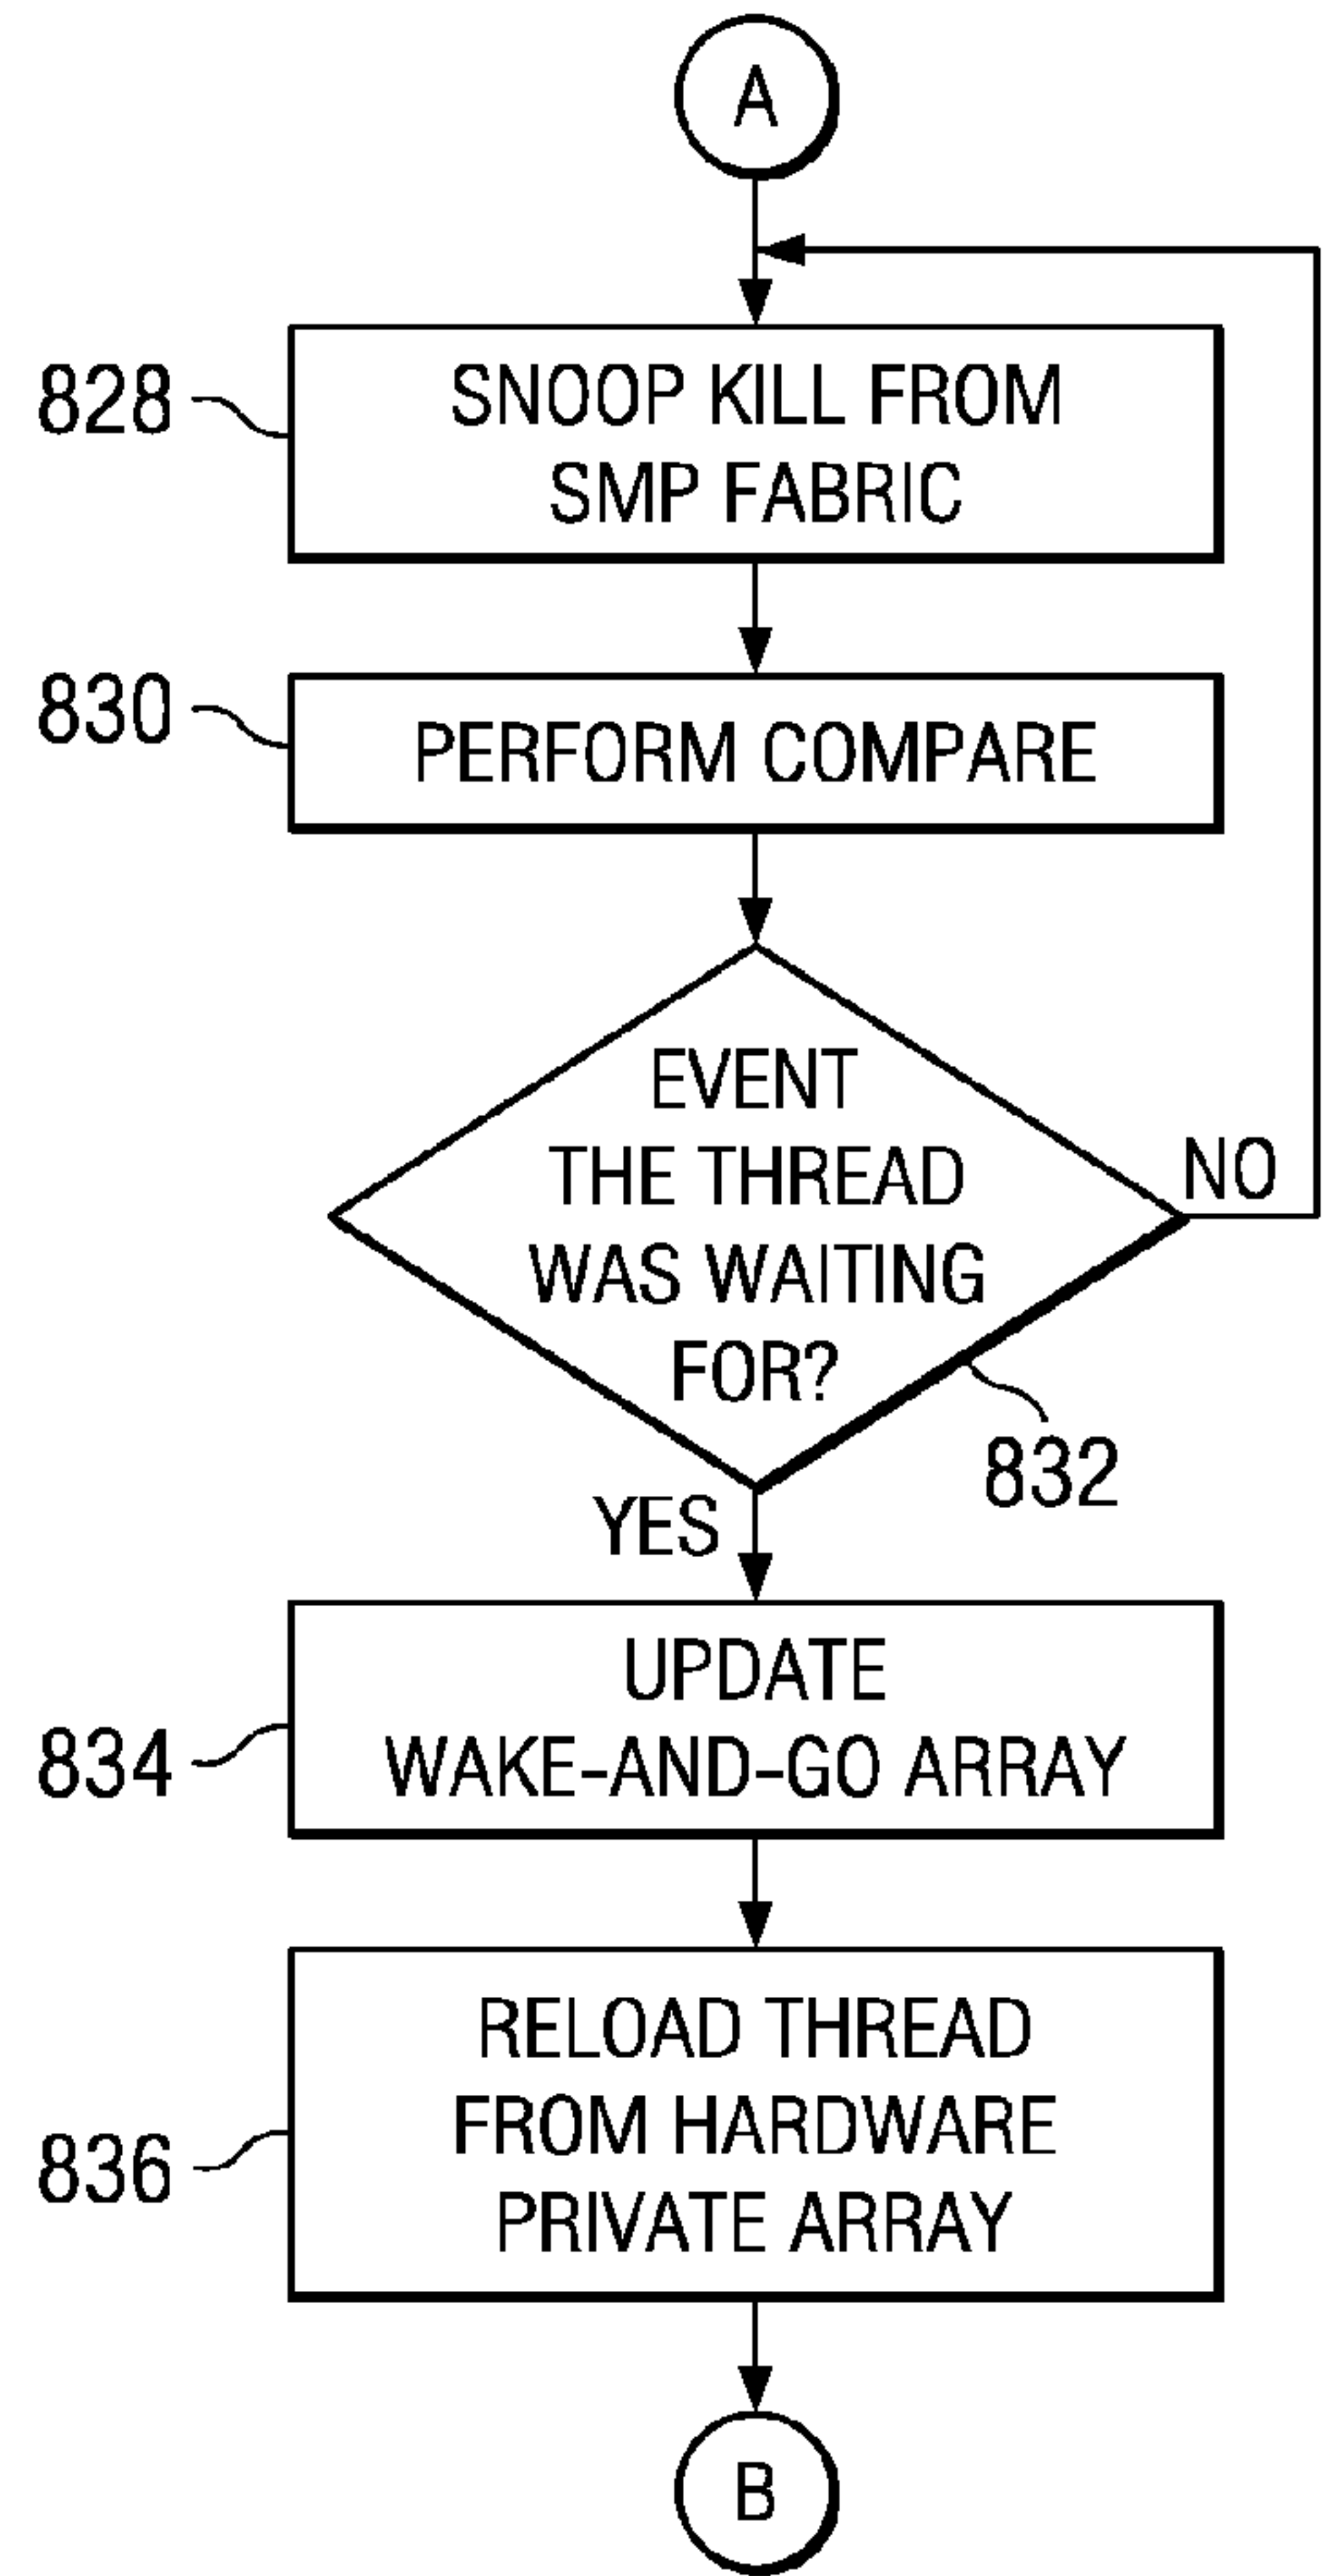 A
828
SNOOP KILL FROM
SMP FABRIC
830
PERFORM COMPARE
EVENT
THE THREAD
WAS WAITING
FOR?
NO
832
YES
834
UPDATE
WAKE-AND-GO ARRAY
836
RELOAD THREAD
FROM HARDWARE
PRIVATE ARRAY
B